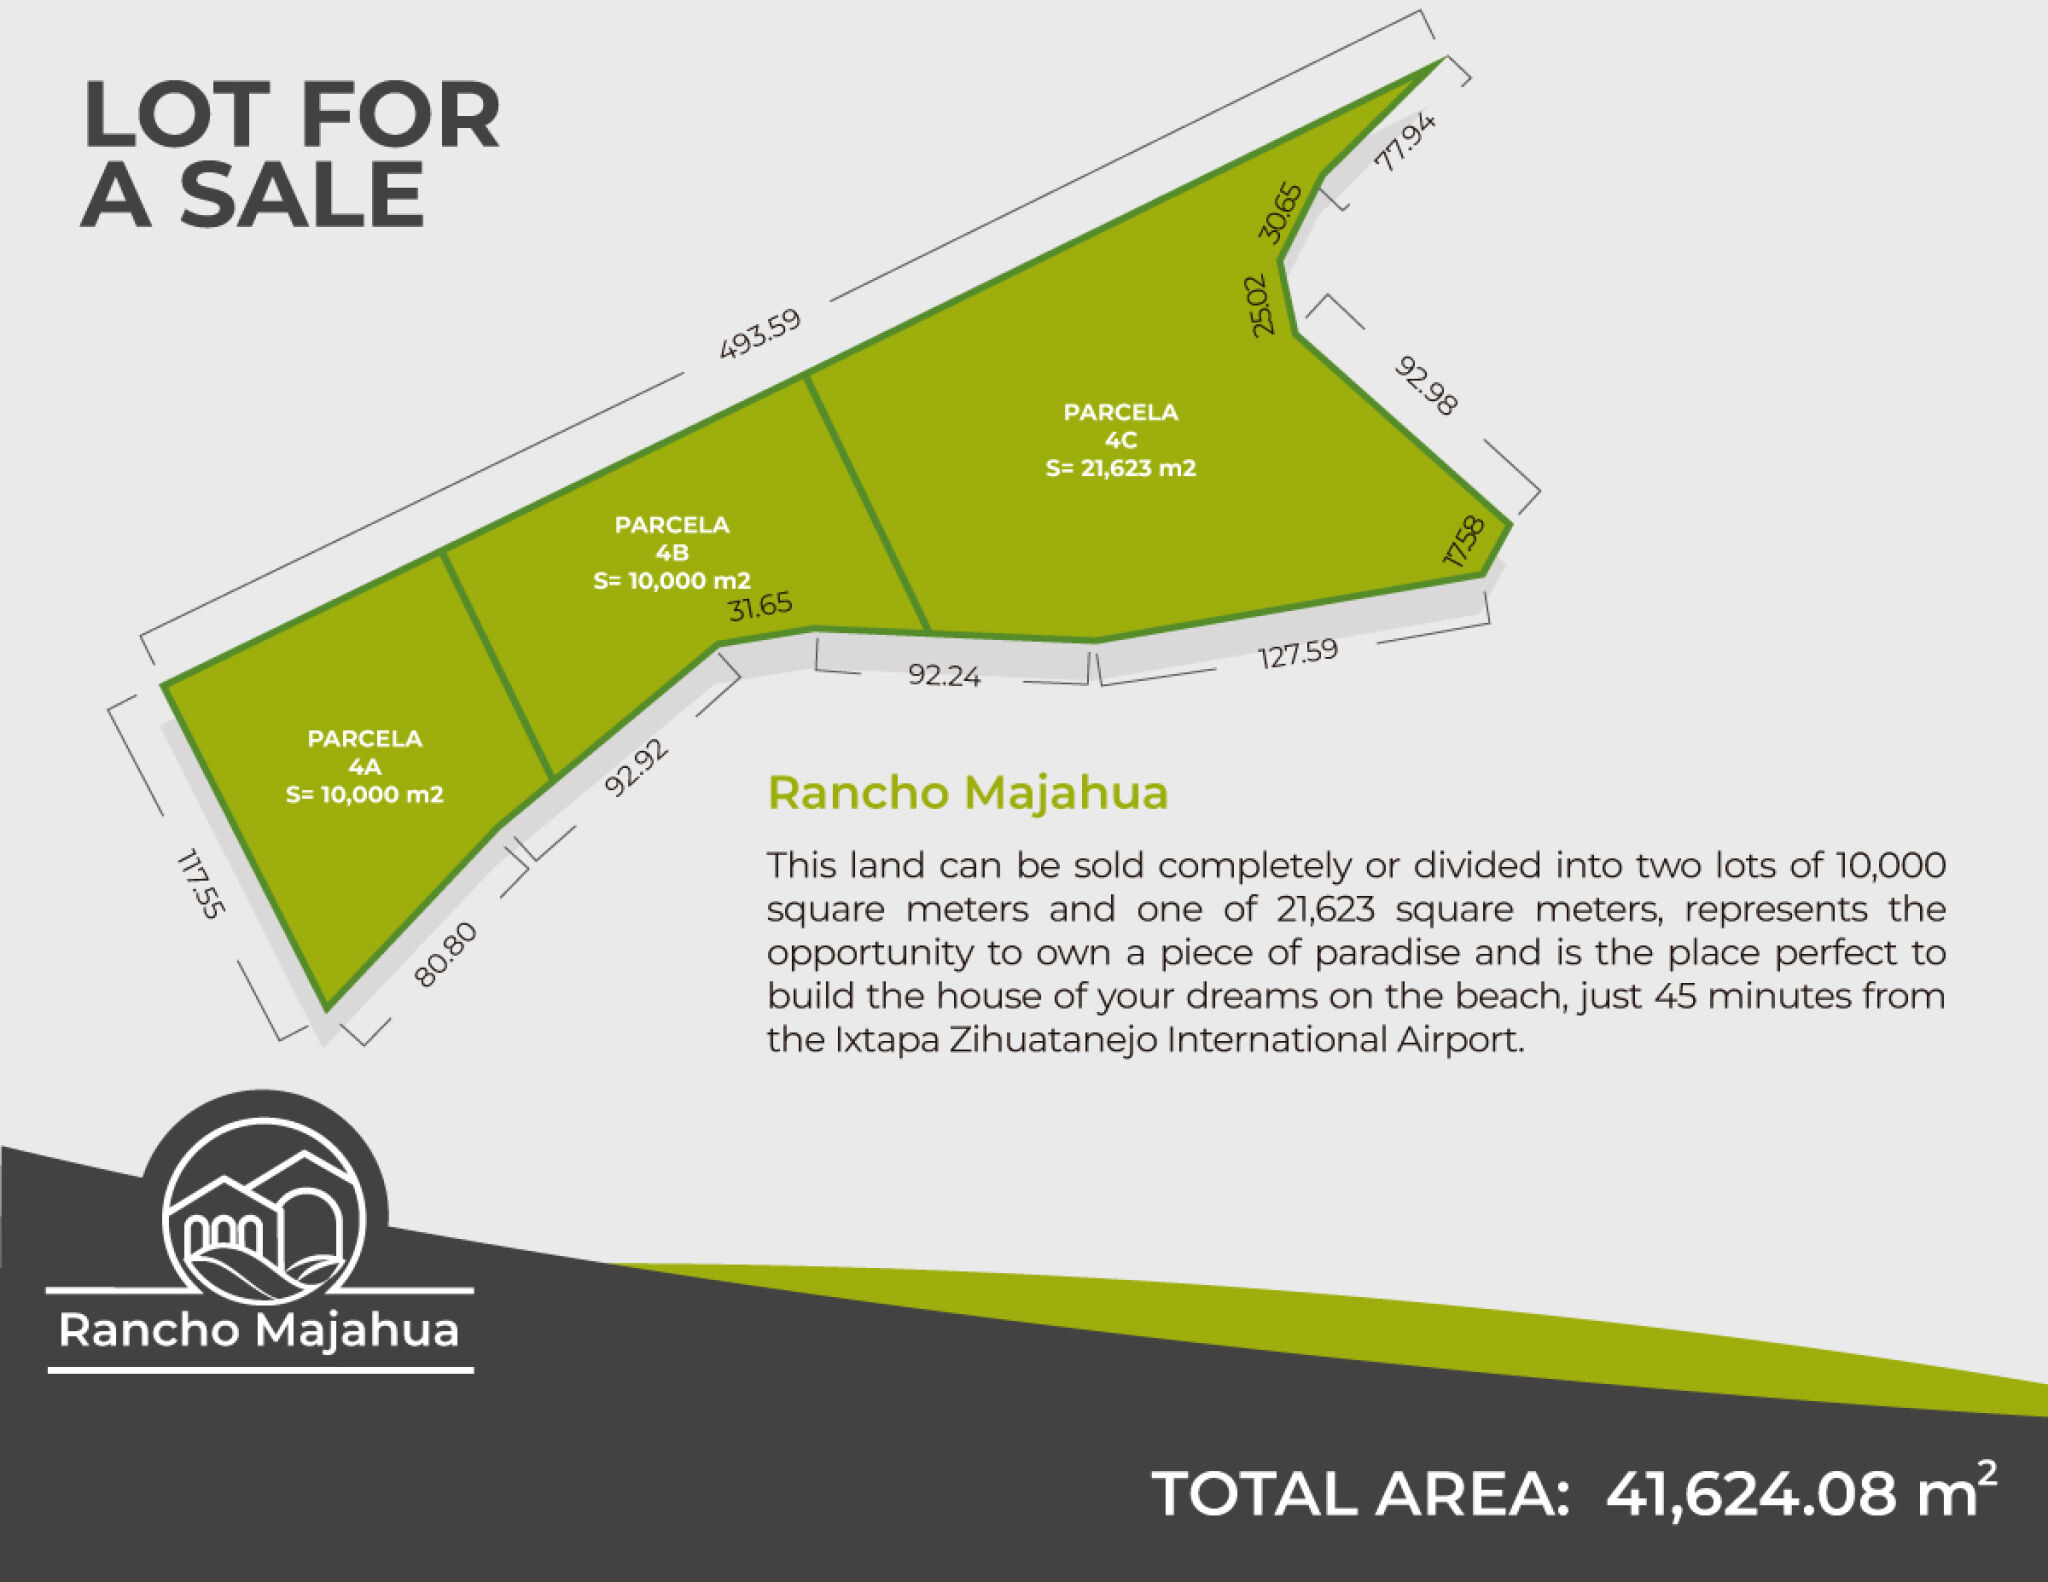 LOT FOR
A SALE
493.59
77.94
30.65
25.02
92.98
17.58
127.59
92.24
31.65
92.92
80.80
117.55
PARCELA
4C
S= 21,623 m2
PARCELA
4B
S= 10,000 m2
PARCELA
4A
S= 10,000 m2
Rancho Majahua
This land can be sold completely or divided into two lots of 10,000
square meters and one of 21,623 square meters, represents the
opportunity to own a piece of paradise and is the place perfect to
build the house of your dreams on the beach, just 45 minutes from
the Ixtapa Zihuatanejo International Airport.
Rancho Majahua
TOTAL AREA: 41,624.08 m²